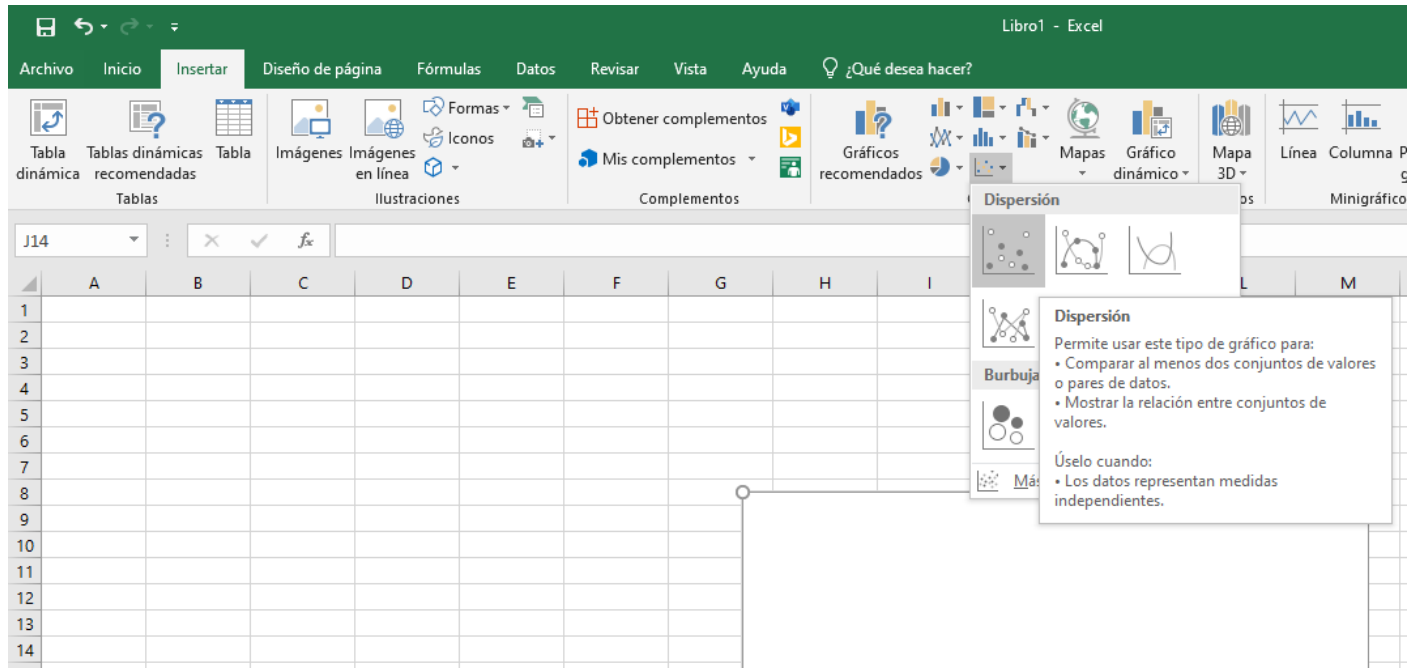 Libro1 - Excel
Archivo Inicio Insertar Diseño de página Fórmulas Datos Revisar Vista Ayuda ¿Qué desea hacer?
Tabla dinámica
Tablas dinámicas recomendadas
Tabla
Tablas
Imágenes
Imágenes en línea
Formas
Iconos
Ilustraciones
Obtener complementos
Mis complementos
Complementos
Gráficos recomendados
Mapas
Gráfico dinámico
Mapa 3D
Línea
Columna
Minigráfico
J14
fx
Dispersión
A B C D E F G H I L M
1
2
3
4
5
6
7
8
9
10
11
12
13
14
Burbuja
Dispersión
Permite usar este tipo de gráfico para:
• Comparar al menos dos conjuntos de valores
o pares de datos.
• Mostrar la relación entre conjuntos de
valores.
Úselo cuando:
• Los datos representan medidas
independientes.